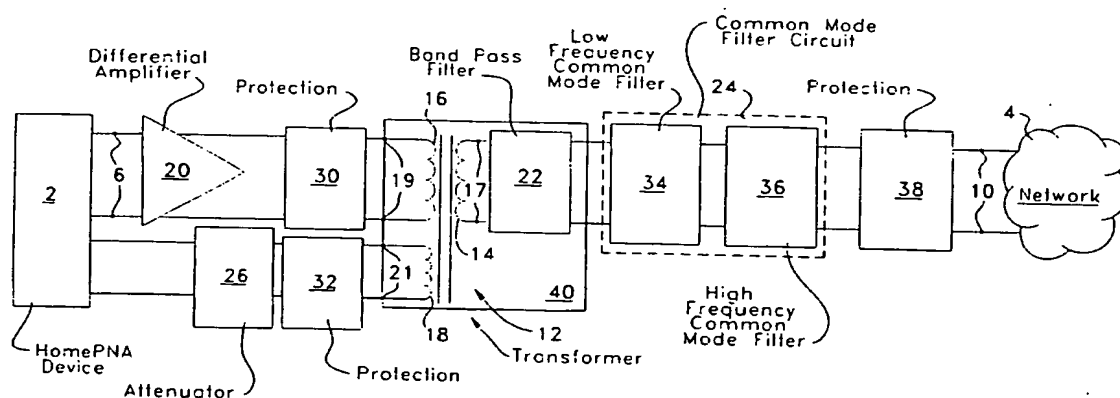 Differential
Amplifier
Protection
Band Pass
Filter
Low
Frequency
Common
Mode Filter
Common Mode
Filter Circuit
24
Protection
4
16
2
6
20
30
19
17
22
34
36
38
10
Network
26
32
21
14
18
12
40
HomePNA
Device
Attenuator
Protection
Transformer
High
Frequency
Common
Mode Filter